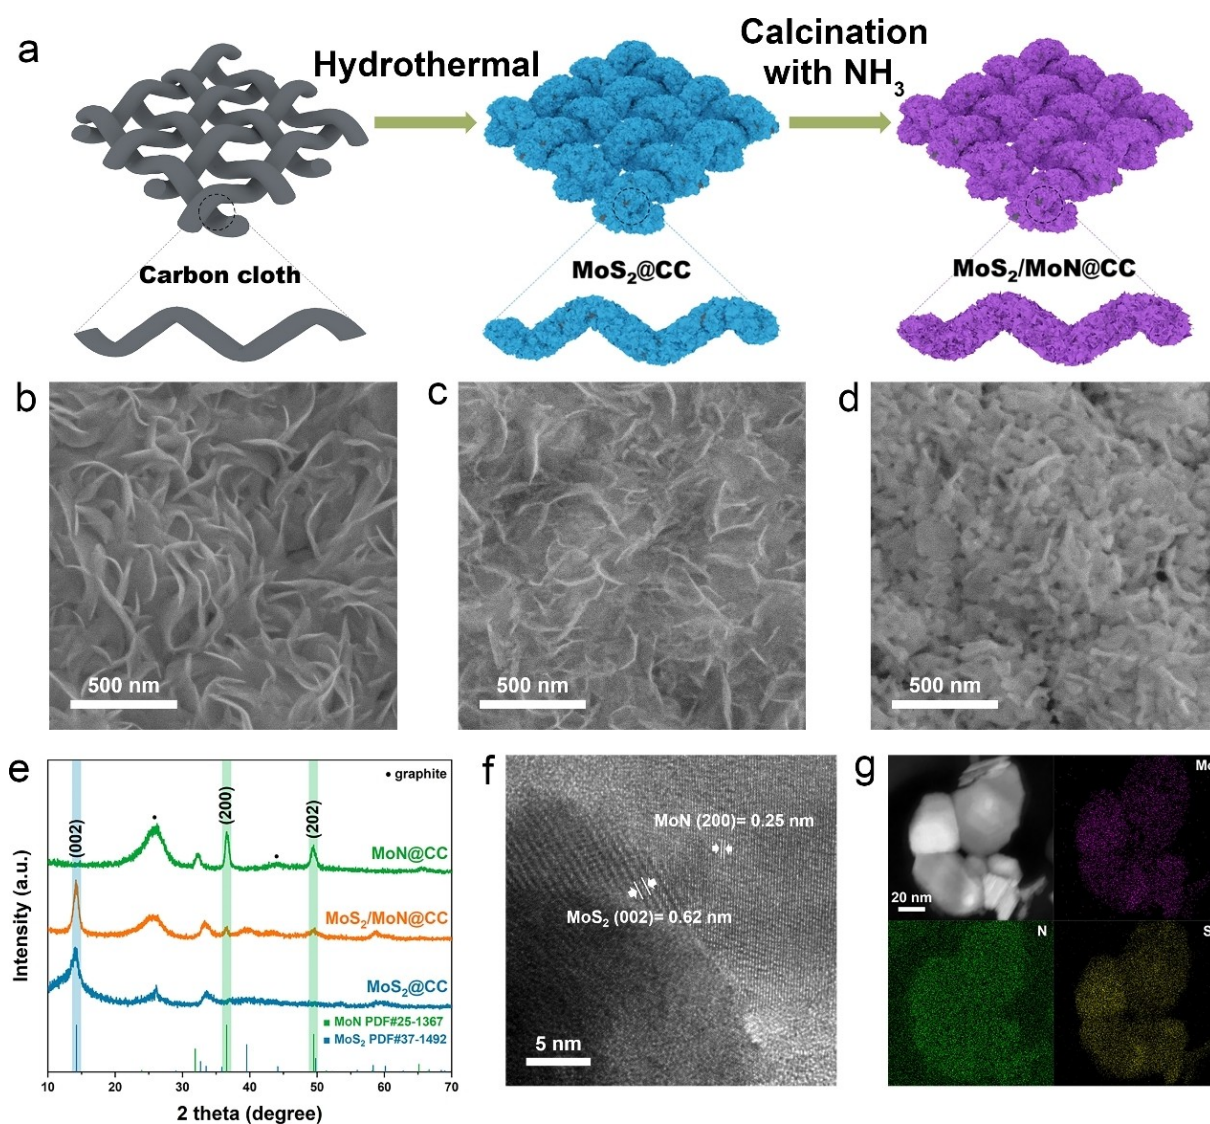 a
Hydrothermal
Calcination
with NH₃
Carbon cloth
MoS₂@CC
MoS₂/MoN@CC
b
500 nm
c
500 nm
d
500 nm
e
• graphite
(002)
(200)
(202)
MoN@CC
MoS₂/MoN@CC
MoS₂@CC
■ MoN PDF#25-1367
■ MoS₂ PDF#37-1492
Intensity (a.u.)
10 20 30 40 50 60 70
2 theta (degree)
f
MoN (200)= 0.25 nm
MoS₂ (002)= 0.62 nm
5 nm
g
20 nm
Mo
N
S